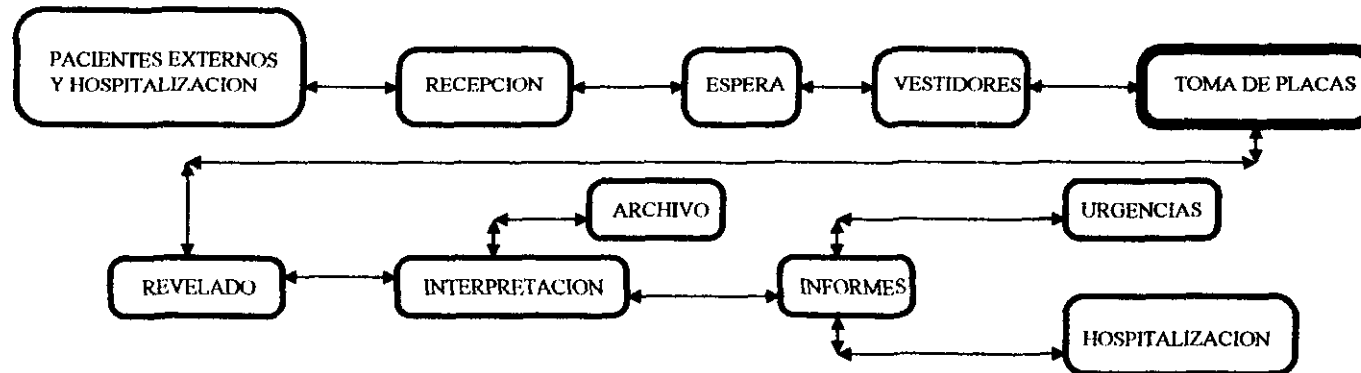 PACIENTES EXTERNOS
Y HOSPITALIZACION
RECEPCION
ESPERA
VESTIDORES
TOMA DE PLACAS
ARCHIVO
URGENCIAS
REVELADO
INTERPRETACION
INFORMES
HOSPITALIZACION